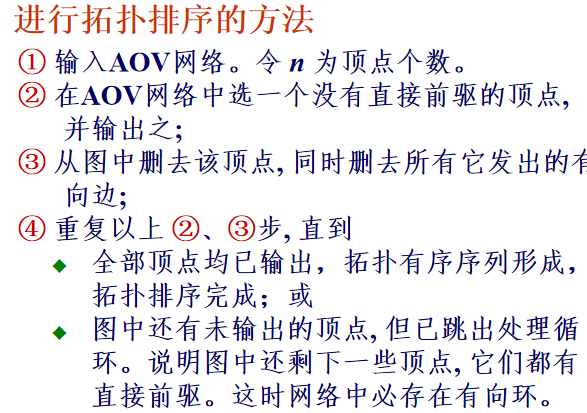 进行拓扑排序的方法
① 输入AOV网络。令 n 为顶点个数。
② 在AOV网络中选一个没有直接前驱的顶点,
并输出之;
③ 从图中删去该顶点, 同时删去所有它发出的有
向边;
④ 重复以上 ②、③步, 直到
◆ 全部顶点均已输出，拓扑有序序列形成，
拓扑排序完成；或
◆ 图中还有未输出的顶点, 但已跳出处理循
环。说明图中还剩下一些顶点, 它们都有
直接前驱。这时网络中必存在有向环。